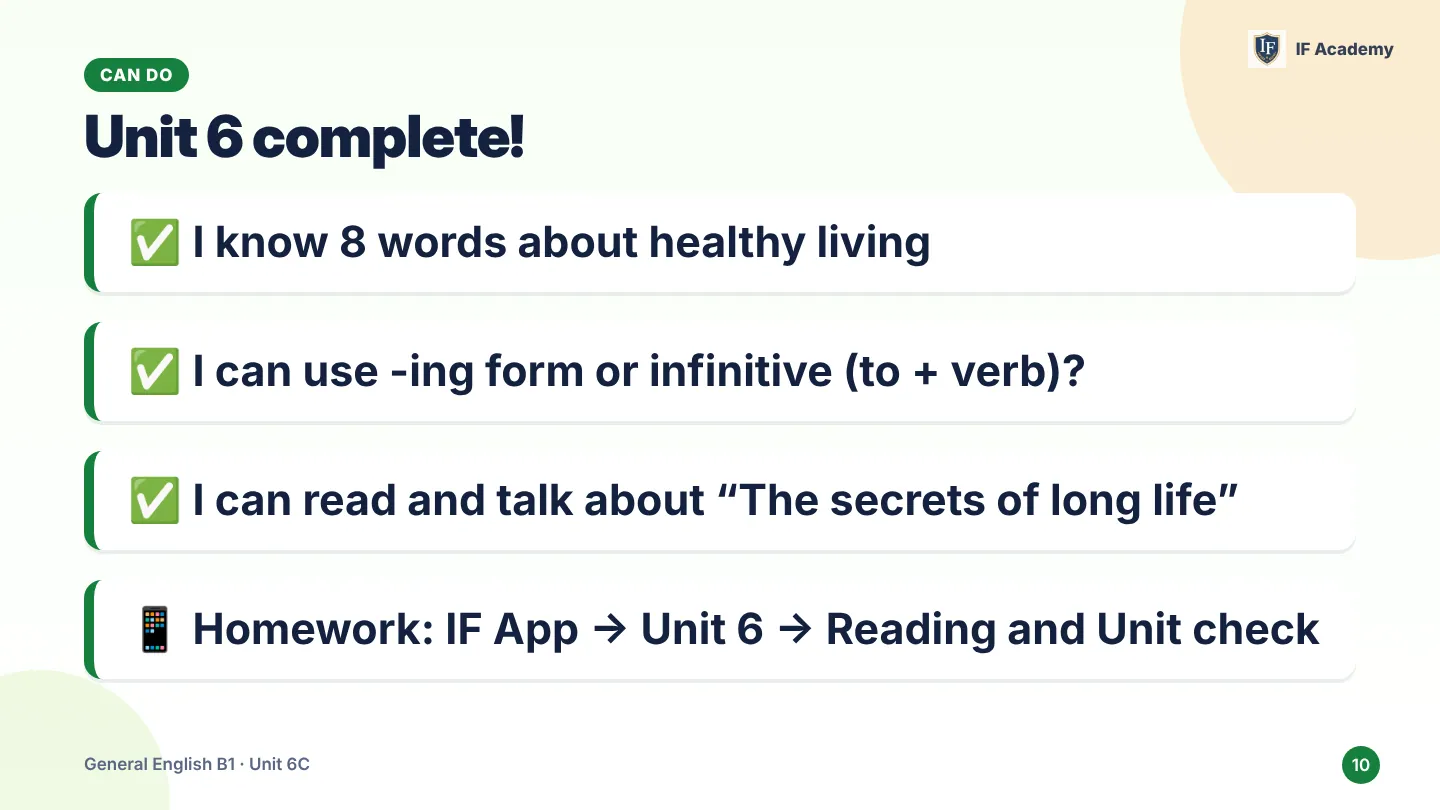 IF Academy
CAN DO
Unit 6 complete!
✅ I know 8 words about healthy living
✅ I can use -ing form or infinitive (to + verb)?
✅ I can read and talk about “The secrets of long life”
📱 Homework: IF App → Unit 6 → Reading and Unit check
General English B1 · Unit 6C
10